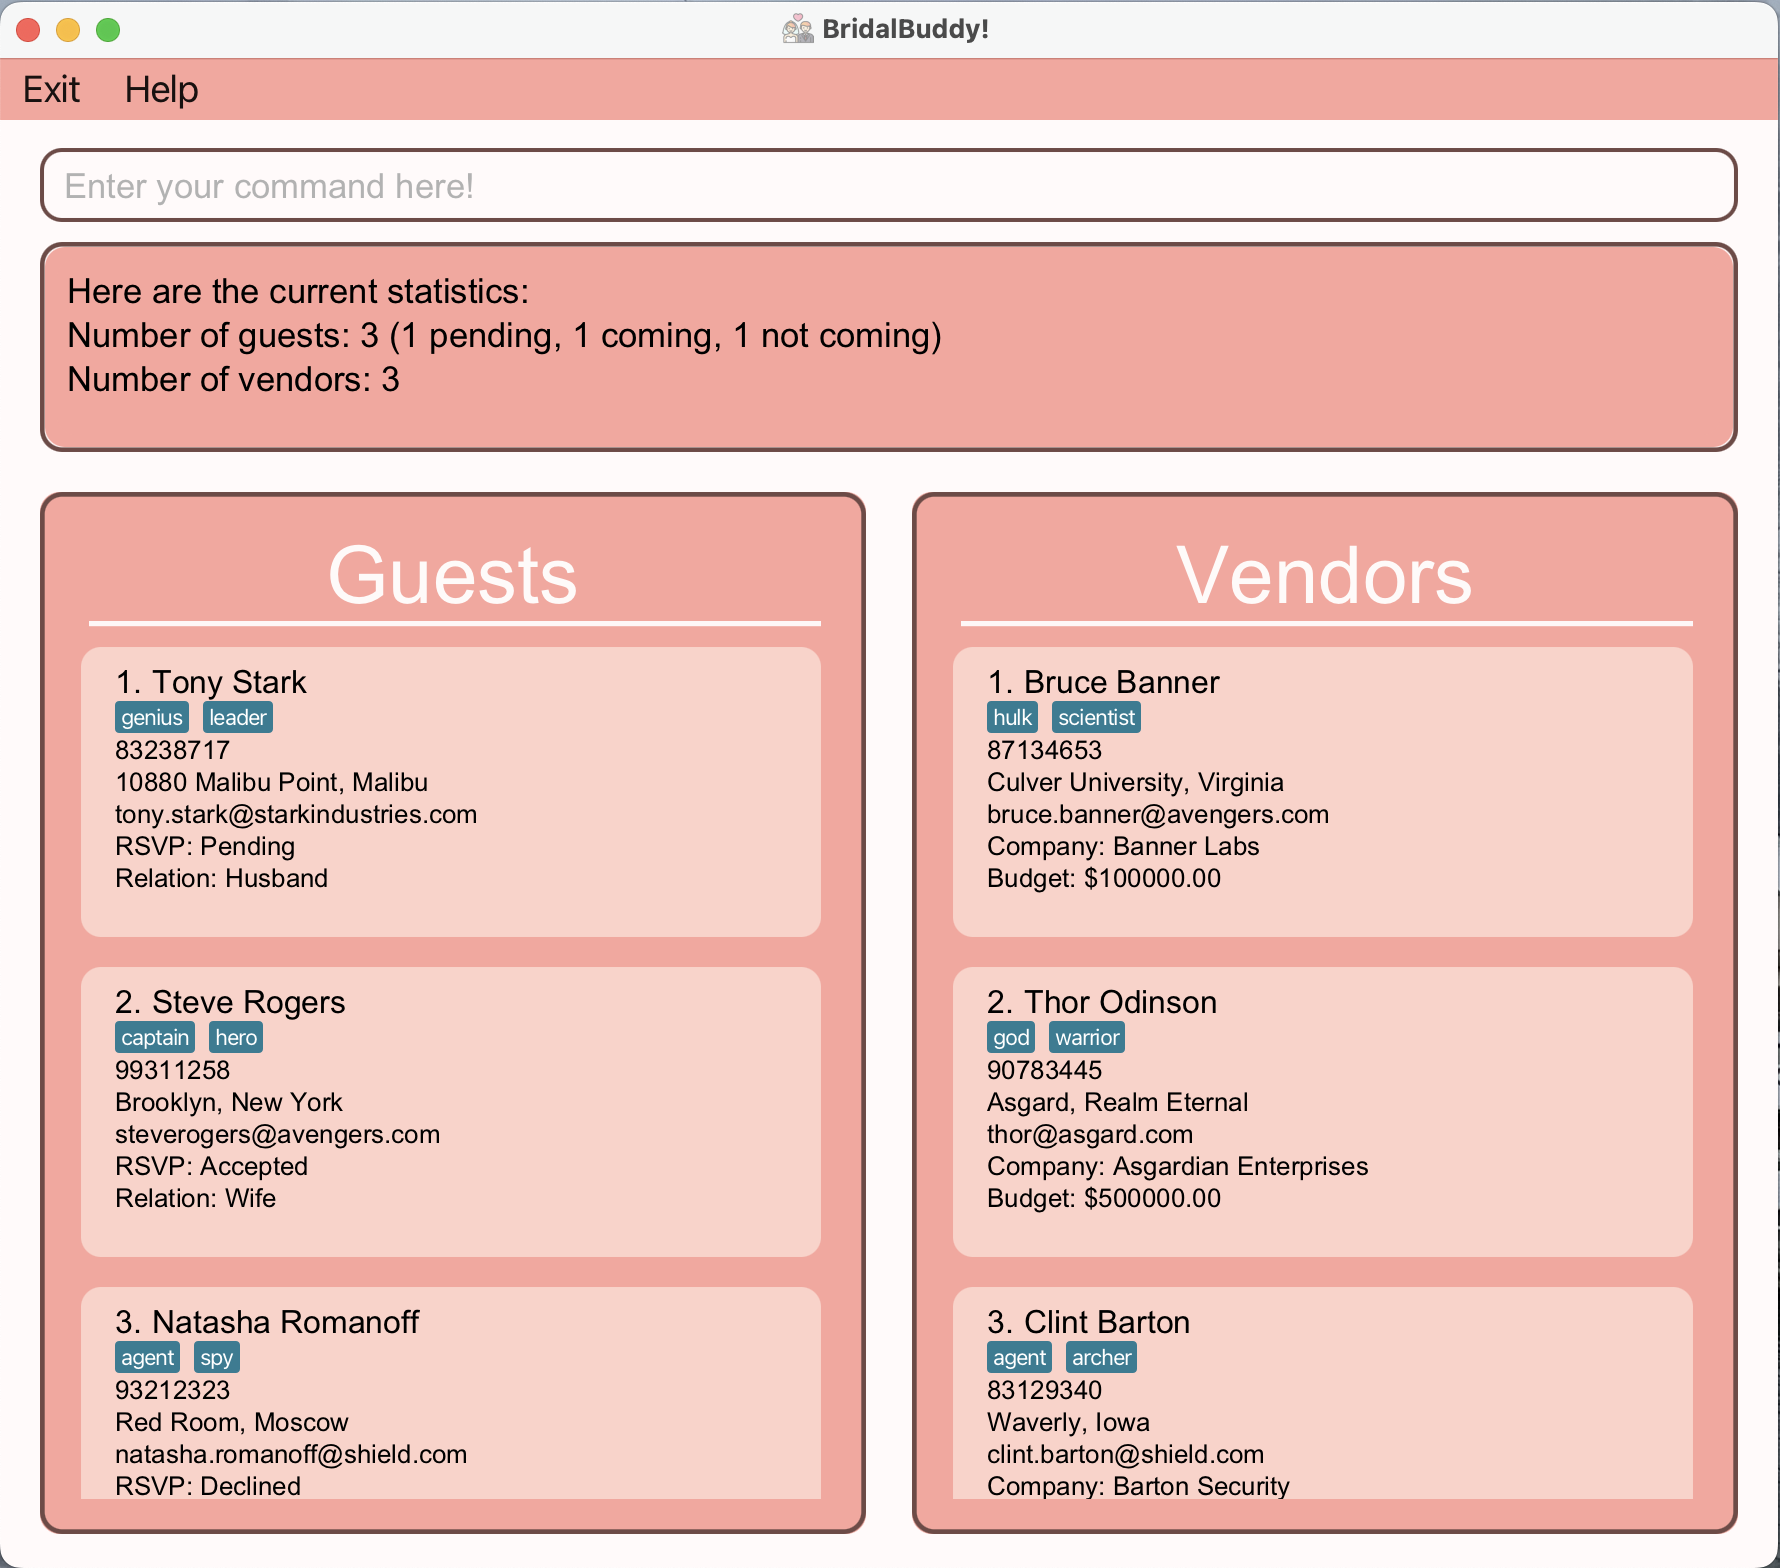 BridalBuddy!
Exit Help
Enter your command here!
Here are the current statistics:
Number of guests: 3 (1 pending, 1 coming, 1 not coming)
Number of vendors: 3
Guests
1. Tony Stark
genius leader
83238717
10880 Malibu Point, Malibu
tony.stark@starkindustries.com
RSVP: Pending
Relation: Husband
2. Steve Rogers
captain hero
99311258
Brooklyn, New York
steverogers@avengers.com
RSVP: Accepted
Relation: Wife
3. Natasha Romanoff
agent spy
93212323
Red Room, Moscow
natasha.romanoff@shield.com
RSVP: Declined
Vendors
1. Bruce Banner
hulk scientist
87134653
Culver University, Virginia
bruce.banner@avengers.com
Company: Banner Labs
Budget: $100000.00
2. Thor Odinson
god warrior
90783445
Asgard, Realm Eternal
thor@asgard.com
Company: Asgardian Enterprises
Budget: $500000.00
3. Clint Barton
agent archer
83129340
Waverly, Iowa
clint.barton@shield.com
Company: Barton Security